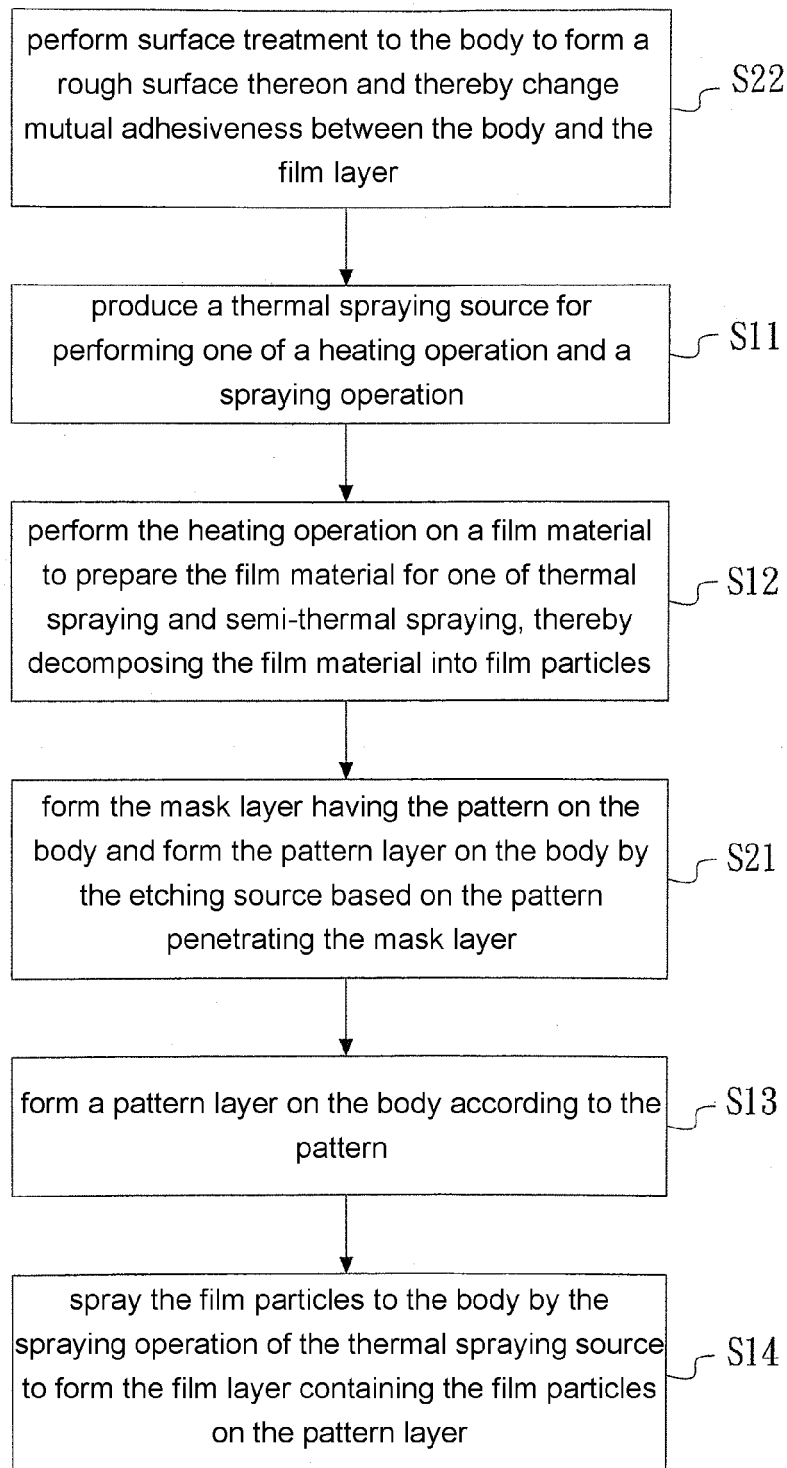 perform surface treatment to the body to form a
rough surface thereon and thereby change
mutual adhesiveness between the body and the
film layer
S22
produce a thermal spraying source for
performing one of a heating operation and a
spraying operation
S11
perform the heating operation on a film material
to prepare the film material for one of thermal
spraying and semi-thermal spraying, thereby
decomposing the film material into film particles
S12
form the mask layer having the pattern on the
body and form the pattern layer on the body by
the etching source based on the pattern
penetrating the mask layer
S21
form a pattern layer on the body according to the
pattern
S13
spray the film particles to the body by the
spraying operation of the thermal spraying source
to form the film layer containing the film particles
on the pattern layer
S14